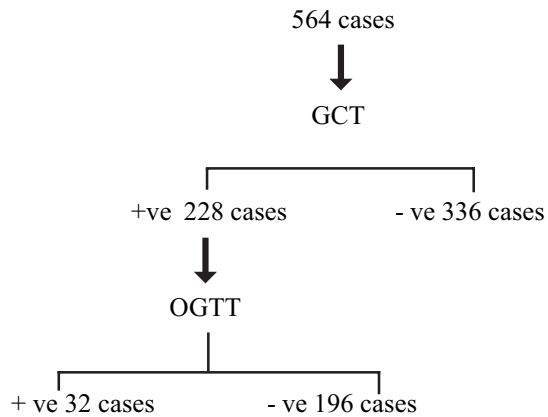 564 cases
GCT
+ve 228 cases - ve 336 cases
OGTT
+ ve 32 cases - ve 196 cases